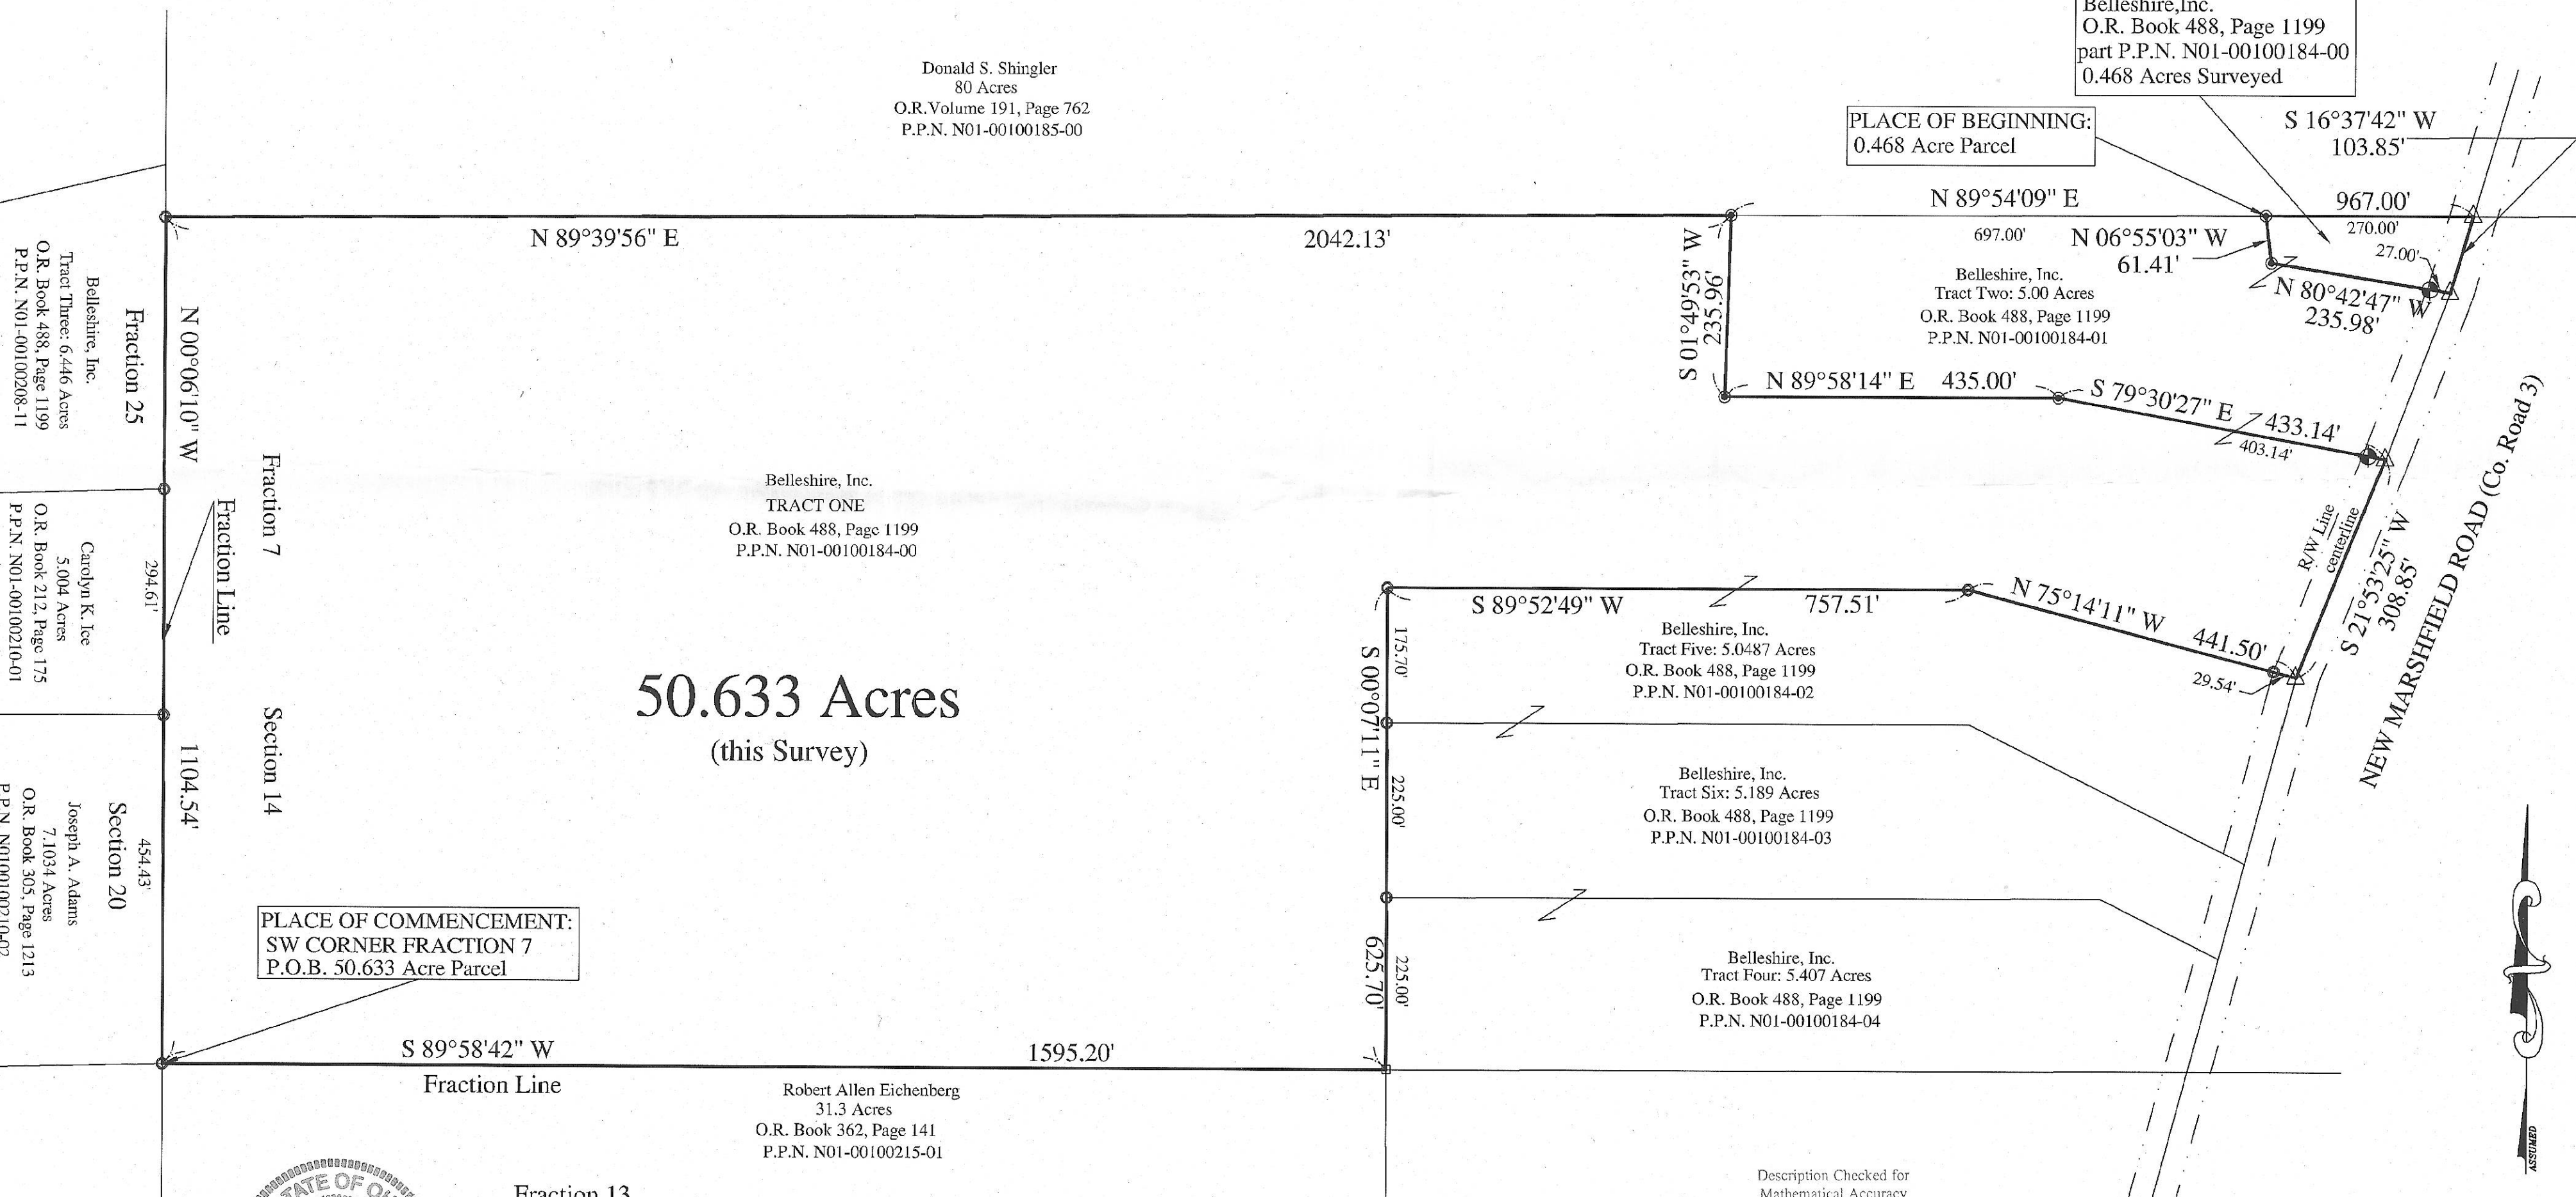 Belleshire,Inc.
O.R. Book 488, Page 1199
part P.P.N. N01-00100184-00
0.468 Acres Surveyed
Donald S. Shingler
80 Acres
O.R.Volume 191, Page 762
P.P.N. N01-00100185-00
PLACE OF BEGINNING:
0.468 Acre Parcel
S 16°37'42" W
103.85'
N 89°39'56" E
2042.13'
N 89°54'09" E
967.00'
697.00'
270.00'
N 06°55'03" W
61.41'
27.00'
N 80°42'47" W
235.98'
Belleshire, Inc.
Tract Two: 5.00 Acres
O.R. Book 488, Page 1199
P.P.N. N01-00100184-01
S 01°49'53" W
235.96'
N 89°58'14" E
435.00'
S 79°30'27" E
433.14'
403.14'
Belleshire, Inc.
Tract Three: 6.446 Acres
O.R. Book 488, Page 1199
P.P.N. N01-00100208-11
Fraction 25
N 00°06'10" W
1104.54'
Fraction 7
Section 14
Fraction Line
Carolyn K. Ice
5.004 Acres
O.R. Book 212, Page 175
P.P.N. N01-00100210-01
294.61'
Joseph A. Adams
7.1034 Acres
O.R. Book 305, Page 1213
P.P.N. N0100100210-02
Section 20
454.43'
Belleshire, Inc.
TRACT ONE
O.R. Book 488, Page 1199
P.P.N. N01-00100184-00
50.633 Acres
(this Survey)
R/W Line
centerline
S 21°53'25" W
308.85'
NEW MARSHFIELD ROAD (Co. Road 3)
S 89°52'49" W
757.51'
N 75°14'11" W
441.50'
29.54'
175.70'
S 00°07'11" E
625.70'
225.00'
225.00'
Belleshire, Inc.
Tract Five: 5.0487 Acres
O.R. Book 488, Page 1199
P.P.N. N01-00100184-02
Belleshire, Inc.
Tract Six: 5.189 Acres
O.R. Book 488, Page 1199
P.P.N. N01-00100184-03
Belleshire, Inc.
Tract Four: 5.407 Acres
O.R. Book 488, Page 1199
P.P.N. N01-00100184-04
PLACE OF COMMENCEMENT:
SW CORNER FRACTION 7
P.O.B. 50.633 Acre Parcel
S 89°58'42" W
1595.20'
Fraction Line
Robert Allen Eichenberg
31.3 Acres
O.R. Book 362, Page 141
P.P.N. N01-00100215-01
ASSUMED
Fraction 13
Description Checked for
Mathematical Accuracy